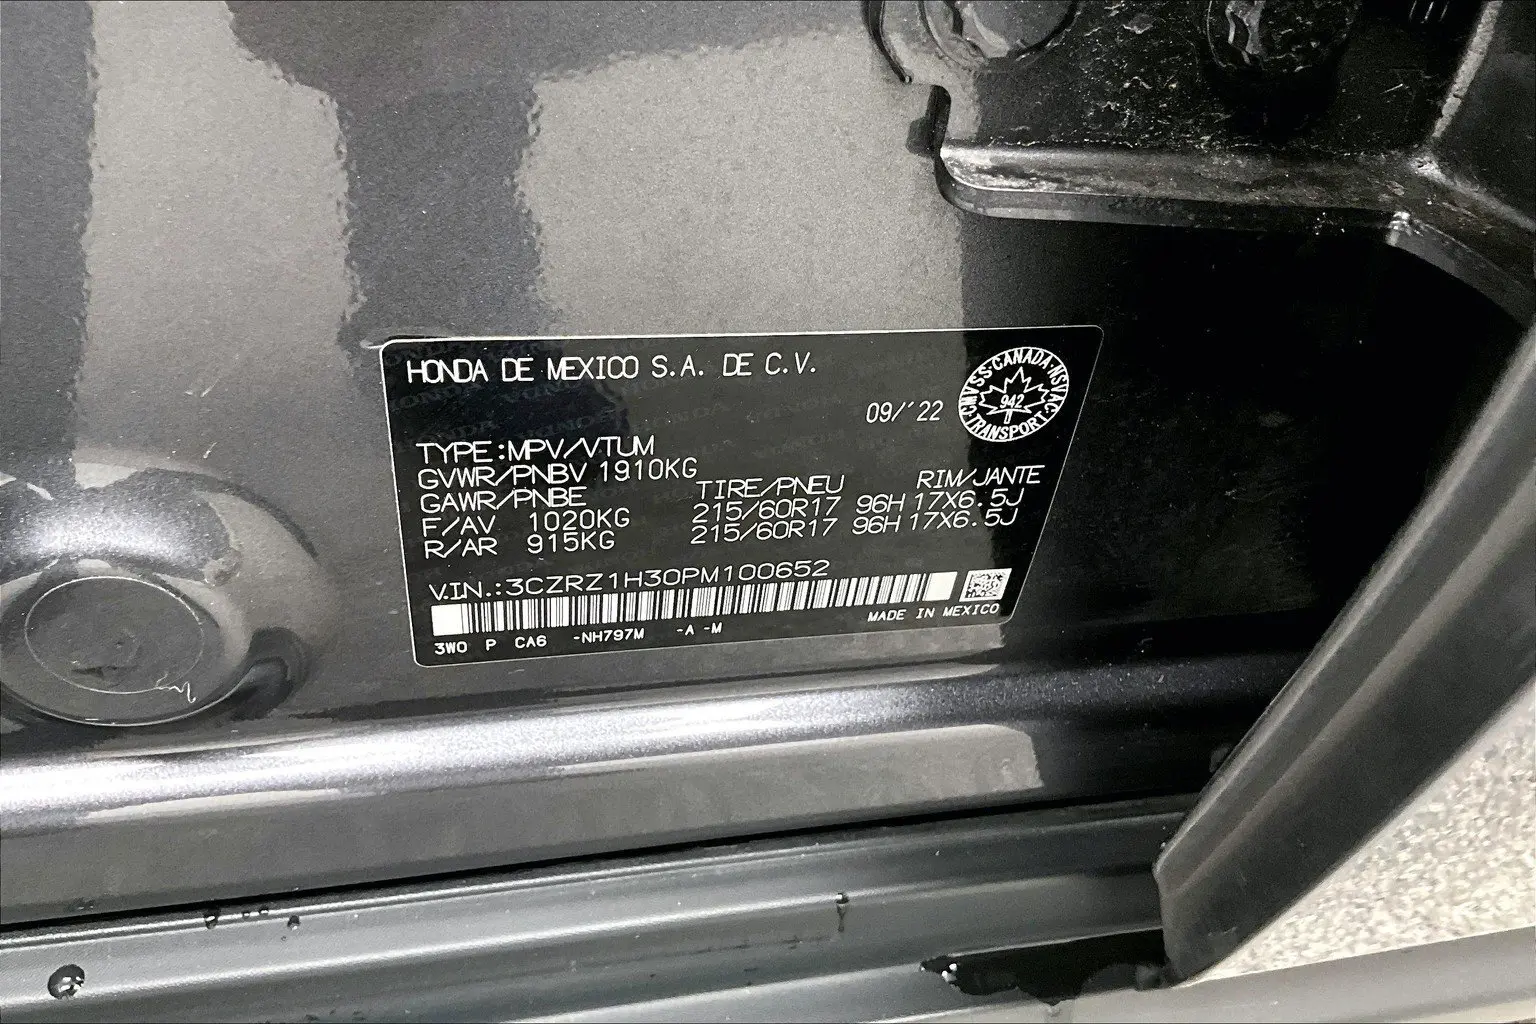 HONDA DE MEXICO S.A. DE C.V.
09/'22
CMVSS·CANADA·NSVAC
942
TRANSPORT
TYPE:MPV/VTUM
GVWR/PNBV 1910KG
GAWR/PNBE TIRE/PNEU RIM/JANTE
F/AV 1020KG 215/60R17 96H 17X6.5J
R/AR 915KG 215/60R17 96H 17X6.5J
V.IN.:3CZRZ1H30PM100652
MADE IN MEXICO
3W0 P CA6 -NH797M -A -M